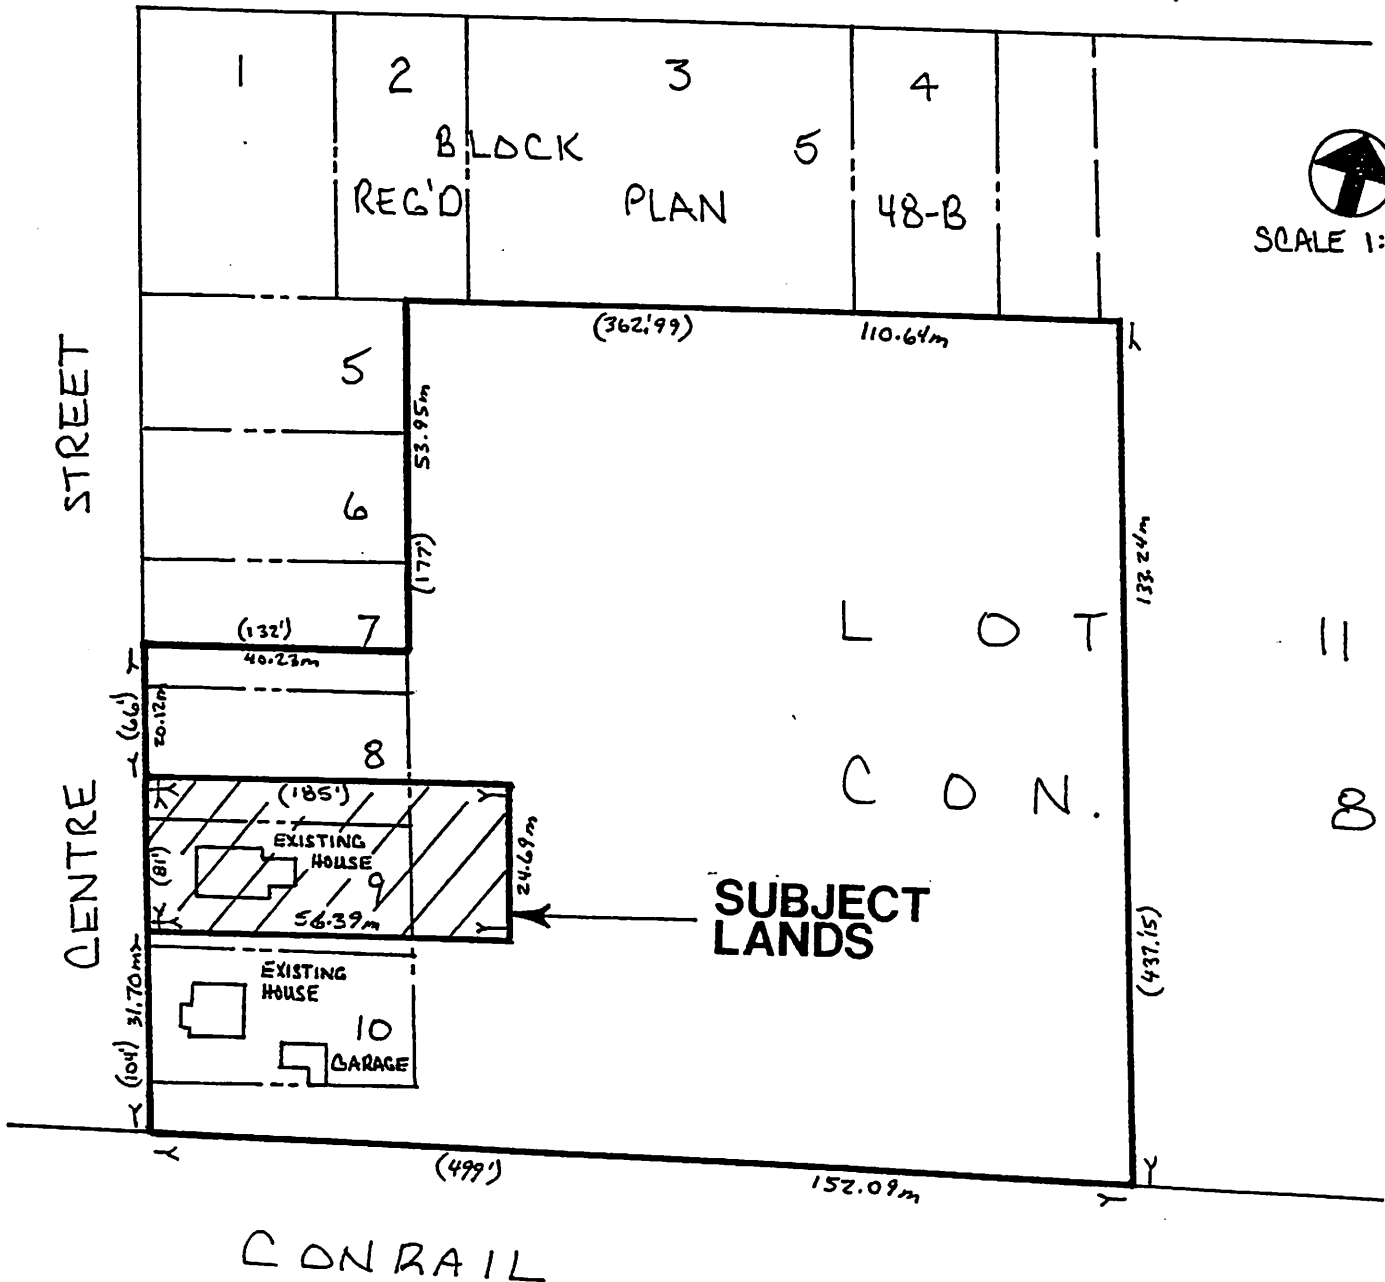 1 2 3 4
BLOCK 5
REG'D PLAN 48-B
SCALE 1:
(362.99) 110.64m
5
53.95m
(177')
6
STREET
133.24m
(132') 7
40.23m
LOT 11
(66')
20.12m
8
CON. 8
(185')
EXISTING
HOUSE
9
(81')
24.69m
56.39m
SUBJECT
LANDS
CENTRE
(437.15)
EXISTING
HOUSE
31.70m
(104')
10
GARAGE
(499') 152.09m
CONRAIL